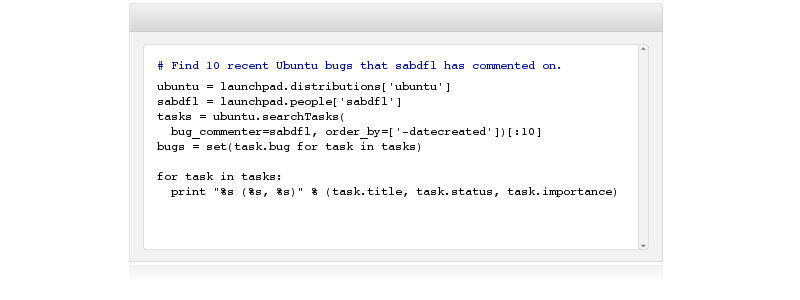 # Find 10 recent Ubuntu bugs that sabdfl has commented on.
ubuntu = launchpad.distributions['ubuntu']
sabdfl = launchpad.people['sabdfl']
tasks = ubuntu.searchTasks(
  bug_commenter=sabdfl, order_by=['-datecreated'])[:10]
bugs = set(task.bug for task in tasks)

for task in tasks:
  print "%s (%s, %s)" % (task.title, task.status, task.importance)